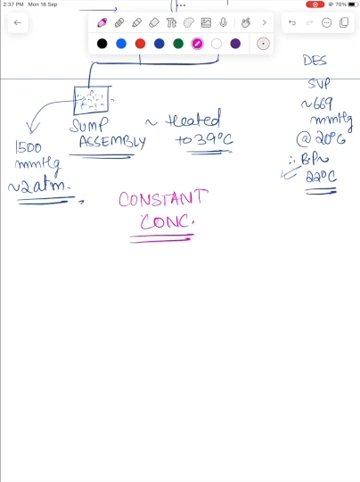 2:37 PM Mon 18 Sep
DES
SVP
~669
mmHg
@ 20°C
∴ BP~
22°C
SUMP
ASSEMBLY
~ Heated
to 39°C
1500
mmHg
~2 atm.
CONSTANT
CONC.